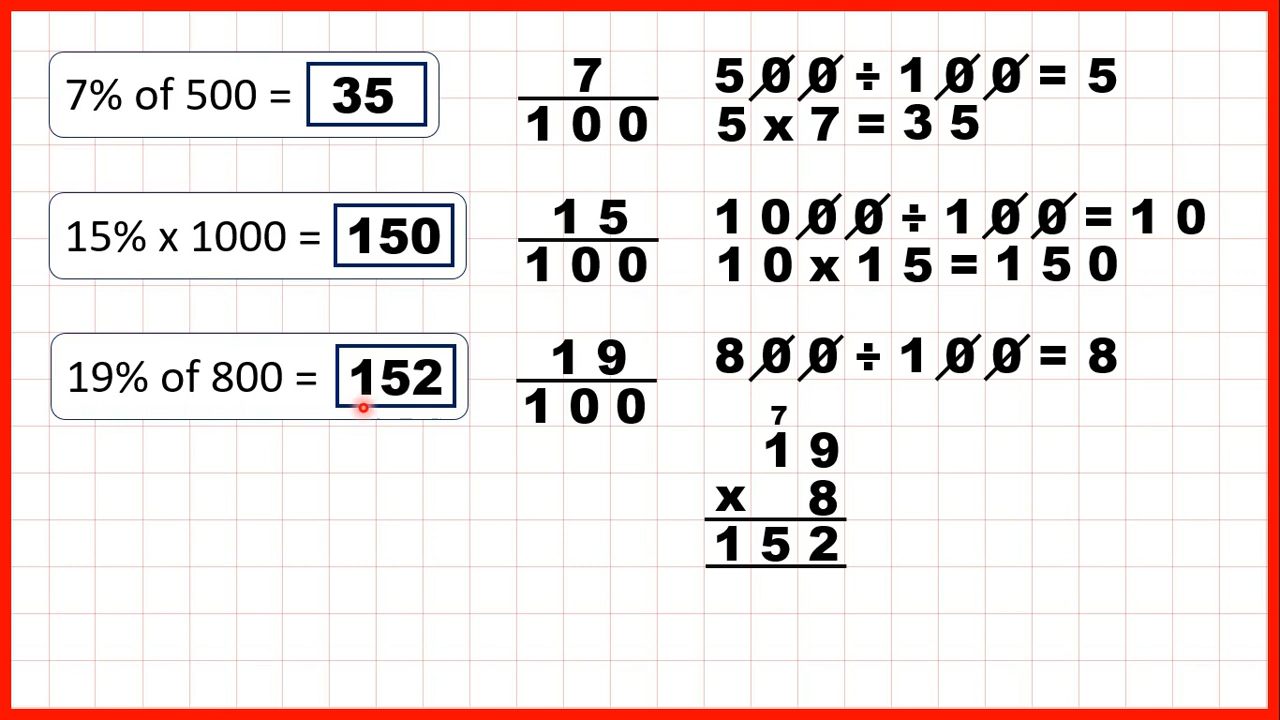 7% of 500 = 35
7
100
500 ÷ 100 = 5
5 x 7 = 35
15% x 1000 = 150
15
100
1000 ÷ 100 = 10
10 x 15 = 150
19% of 800 = 152
19
100
800 ÷ 100 = 8
7
19
x 8
152